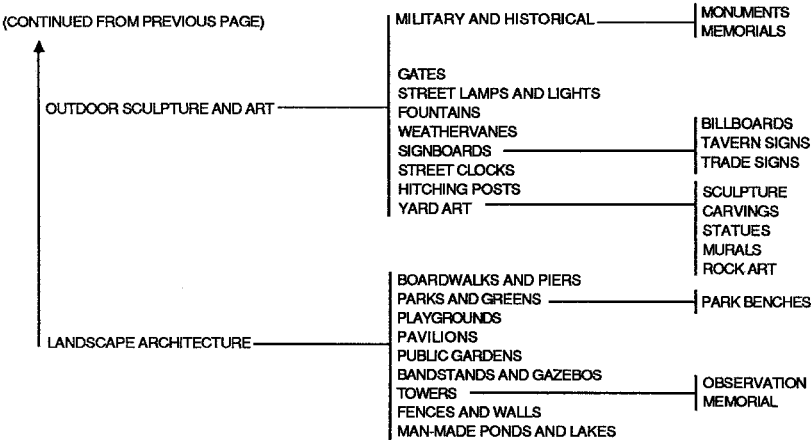 (CONTINUED FROM PREVIOUS PAGE)
OUTDOOR SCULPTURE AND ART
MILITARY AND HISTORICAL
MONUMENTS
MEMORIALS
GATES
STREET LAMPS AND LIGHTS
FOUNTAINS
WEATHERVANES
SIGNBOARDS
BILLBOARDS
TAVERN SIGNS
TRADE SIGNS
STREET CLOCKS
HITCHING POSTS
YARD ART
SCULPTURE
CARVINGS
STATUES
MURALS
ROCK ART
LANDSCAPE ARCHITECTURE
BOARDWALKS AND PIERS
PARKS AND GREENS
PARK BENCHES
PLAYGROUNDS
PAVILIONS
PUBLIC GARDENS
BANDSTANDS AND GAZEBOS
TOWERS
OBSERVATION
MEMORIAL
FENCES AND WALLS
MAN-MADE PONDS AND LAKES